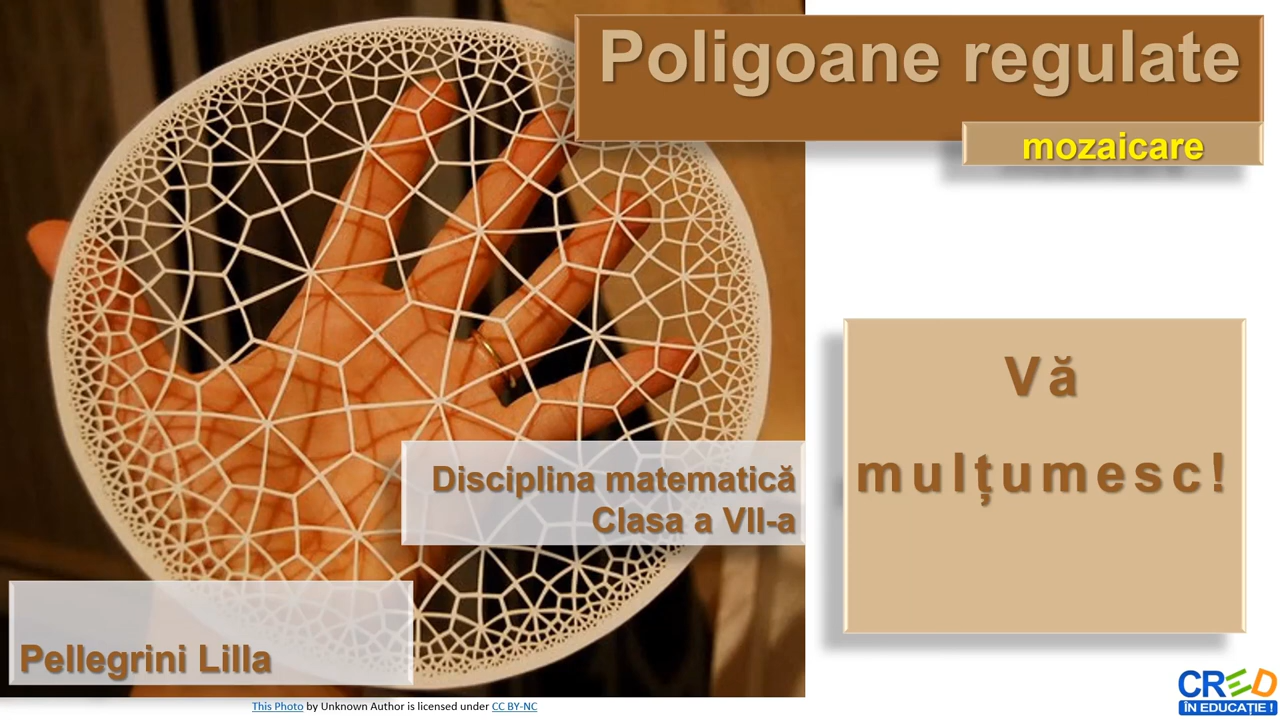 Poligoane regulate
mozaicare
Vă
mulțumesc!
Disciplina matematică
Clasa a VII-a
Pellegrini Lilla
This Photo by Unknown Author is licensed under CC BY-NC
CRED
ÎN EDUCAȚIE !